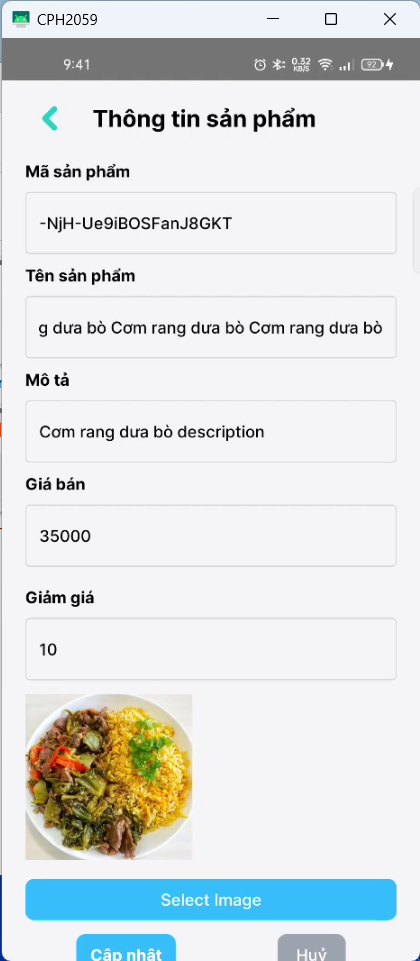 CPH2059
9:41
0.32
KB/S
92
Thông tin sản phẩm
Mã sản phẩm
-NjH-Ue9iBOSFanJ8GKT
Tên sản phẩm
g dưa bò Cơm rang dưa bò Cơm rang dưa bò
Mô tả
Cơm rang dưa bò description
Giá bán
35000
Giảm giá
10
Select Image
Cập nhật
Huỷ